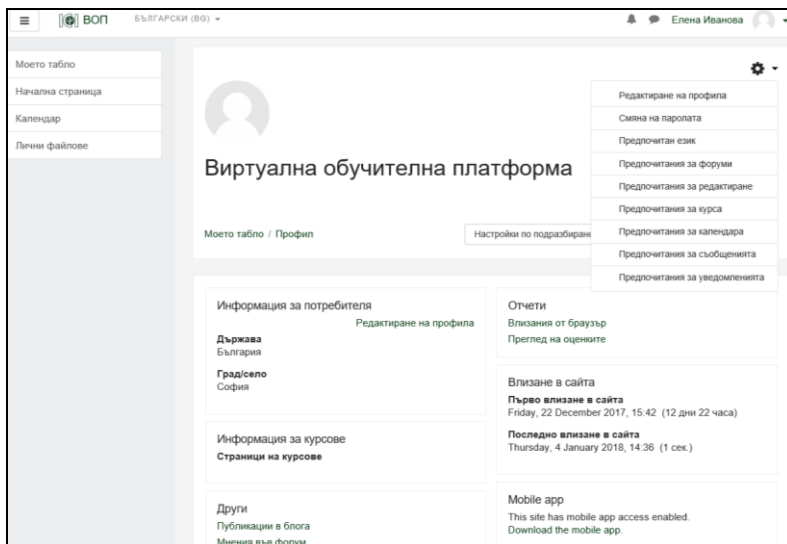 ВОП
БЪЛГАРСКИ (BG)
Елена Иванова
Моето табло
Начална страница
Календар
Лични файлове
Виртуална обучителна платформа
Моето табло / Профил
Настройки по подразбиране
Редактиране на профила
Смяна на паролата
Предпочитан език
Предпочитания за форуми
Предпочитания за редактиране
Предпочитания за курса
Предпочитания за календара
Предпочитания за съобщенията
Предпочитания за уведомленията
Информация за потребителя
Редактиране на профила
Държава
България
Град/село
София
Информация за курсове
Страници на курсове
Други
Публикации в блога
Мнения във форум
Отчети
Влизания от браузър
Преглед на оценките
Влизане в сайта
Първо влизане в сайта
Friday, 22 December 2017, 15:42 (12 дни 22 часа)
Последно влизане в сайта
Thursday, 4 January 2018, 14:36 (1 сек.)
Mobile app
This site has mobile app access enabled.
Download the mobile app.